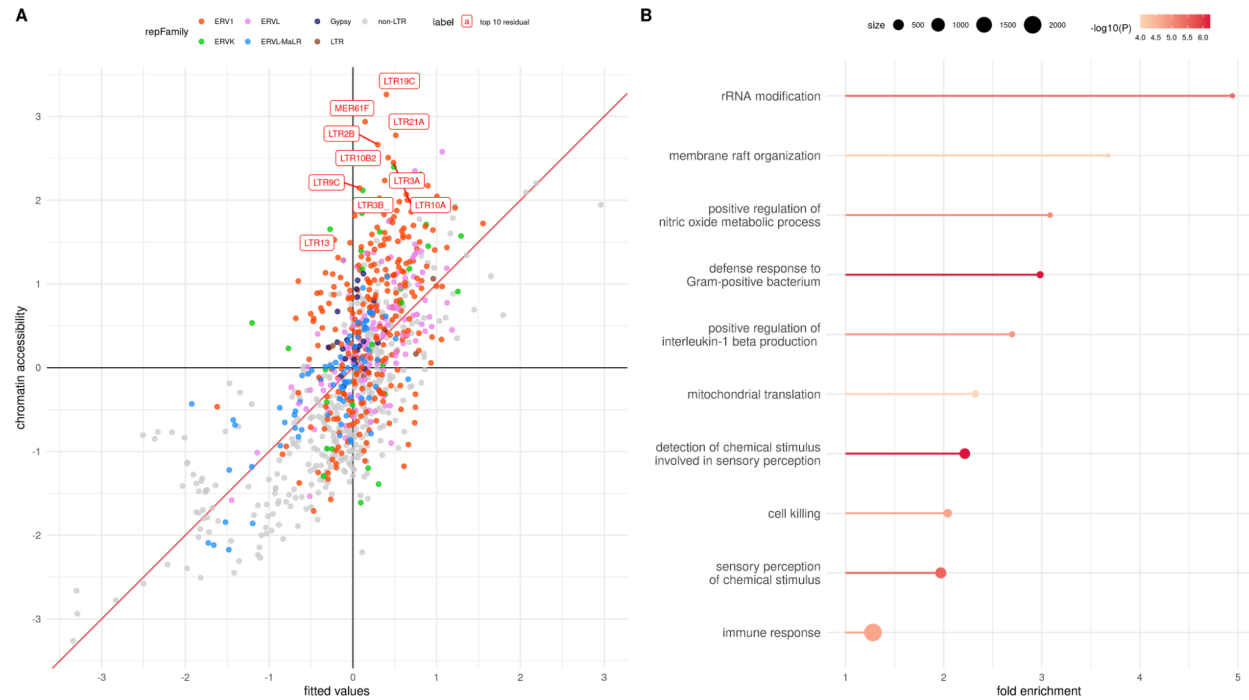 A
repFamily
ERV1
ERVL
Gypsy
non-LTR
ERVK
ERVL-MaLR
LTR
label
a
top 10 residual
LTR19C
MER61F
LTR21A
LTR2B
LTR10B2
LTR9C
LTR3A
LTR3B_
LTR10A
LTR13
3
2
1
0
-1
-2
-3
chromatin accessibility
-3
-2
-1
0
1
2
3
fitted values
B
size
500
1000
1500
2000
-log10(P)
4.0 4.5 5.0 5.5 6.0
rRNA modification
membrane raft organization
positive regulation of
nitric oxide metabolic process
defense response to
Gram-positive bacterium
positive regulation of
interleukin-1 beta production
mitochondrial translation
detection of chemical stimulus
involved in sensory perception
cell killing
sensory perception
of chemical stimulus
immune response
1
2
3
4
5
fold enrichment